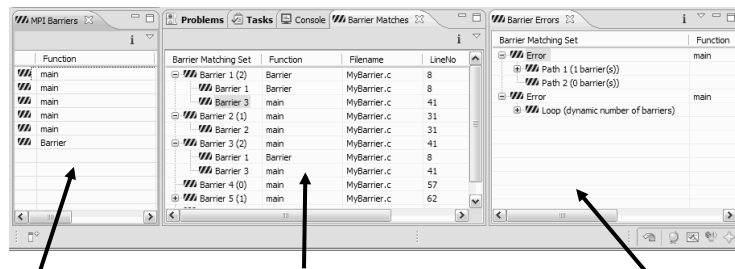 MPI Barriers
Function
main
main
main
main
main
Barrier
Problems Tasks Console Barrier Matches
Barrier Matching Set Function Filename LineNo
Barrier 1 (2) Barrier MyBarrier.c 8
Barrier 1 Barrier MyBarrier.c 8
Barrier 3 main MyBarrier.c 41
Barrier 2 (1) main MyBarrier.c 31
Barrier 2 main MyBarrier.c 31
Barrier 3 (2) main MyBarrier.c 41
Barrier 1 Barrier MyBarrier.c 8
Barrier 3 main MyBarrier.c 41
Barrier 4 (0) main MyBarrier.c 57
Barrier 5 (1) main MyBarrier.c 62
Barrier Errors
Barrier Matching Set Function
Error main
Path 1 (1 barrier(s))
Path 2 (0 barrier(s))
Error main
Loop (dynamic number of barriers)